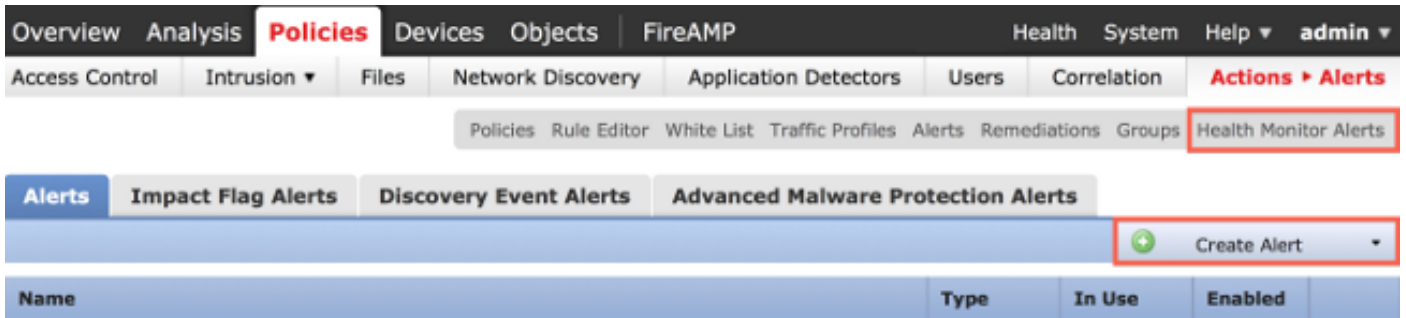 Overview Analysis Policies Devices Objects FireAMP Health System Help ▼ admin ▼
Access Control Intrusion ▼ Files Network Discovery Application Detectors Users Correlation Actions ▸ Alerts
Policies Rule Editor White List Traffic Profiles Alerts Remediations Groups Health Monitor Alerts
Alerts Impact Flag Alerts Discovery Event Alerts Advanced Malware Protection Alerts
Create Alert
Name Type In Use Enabled